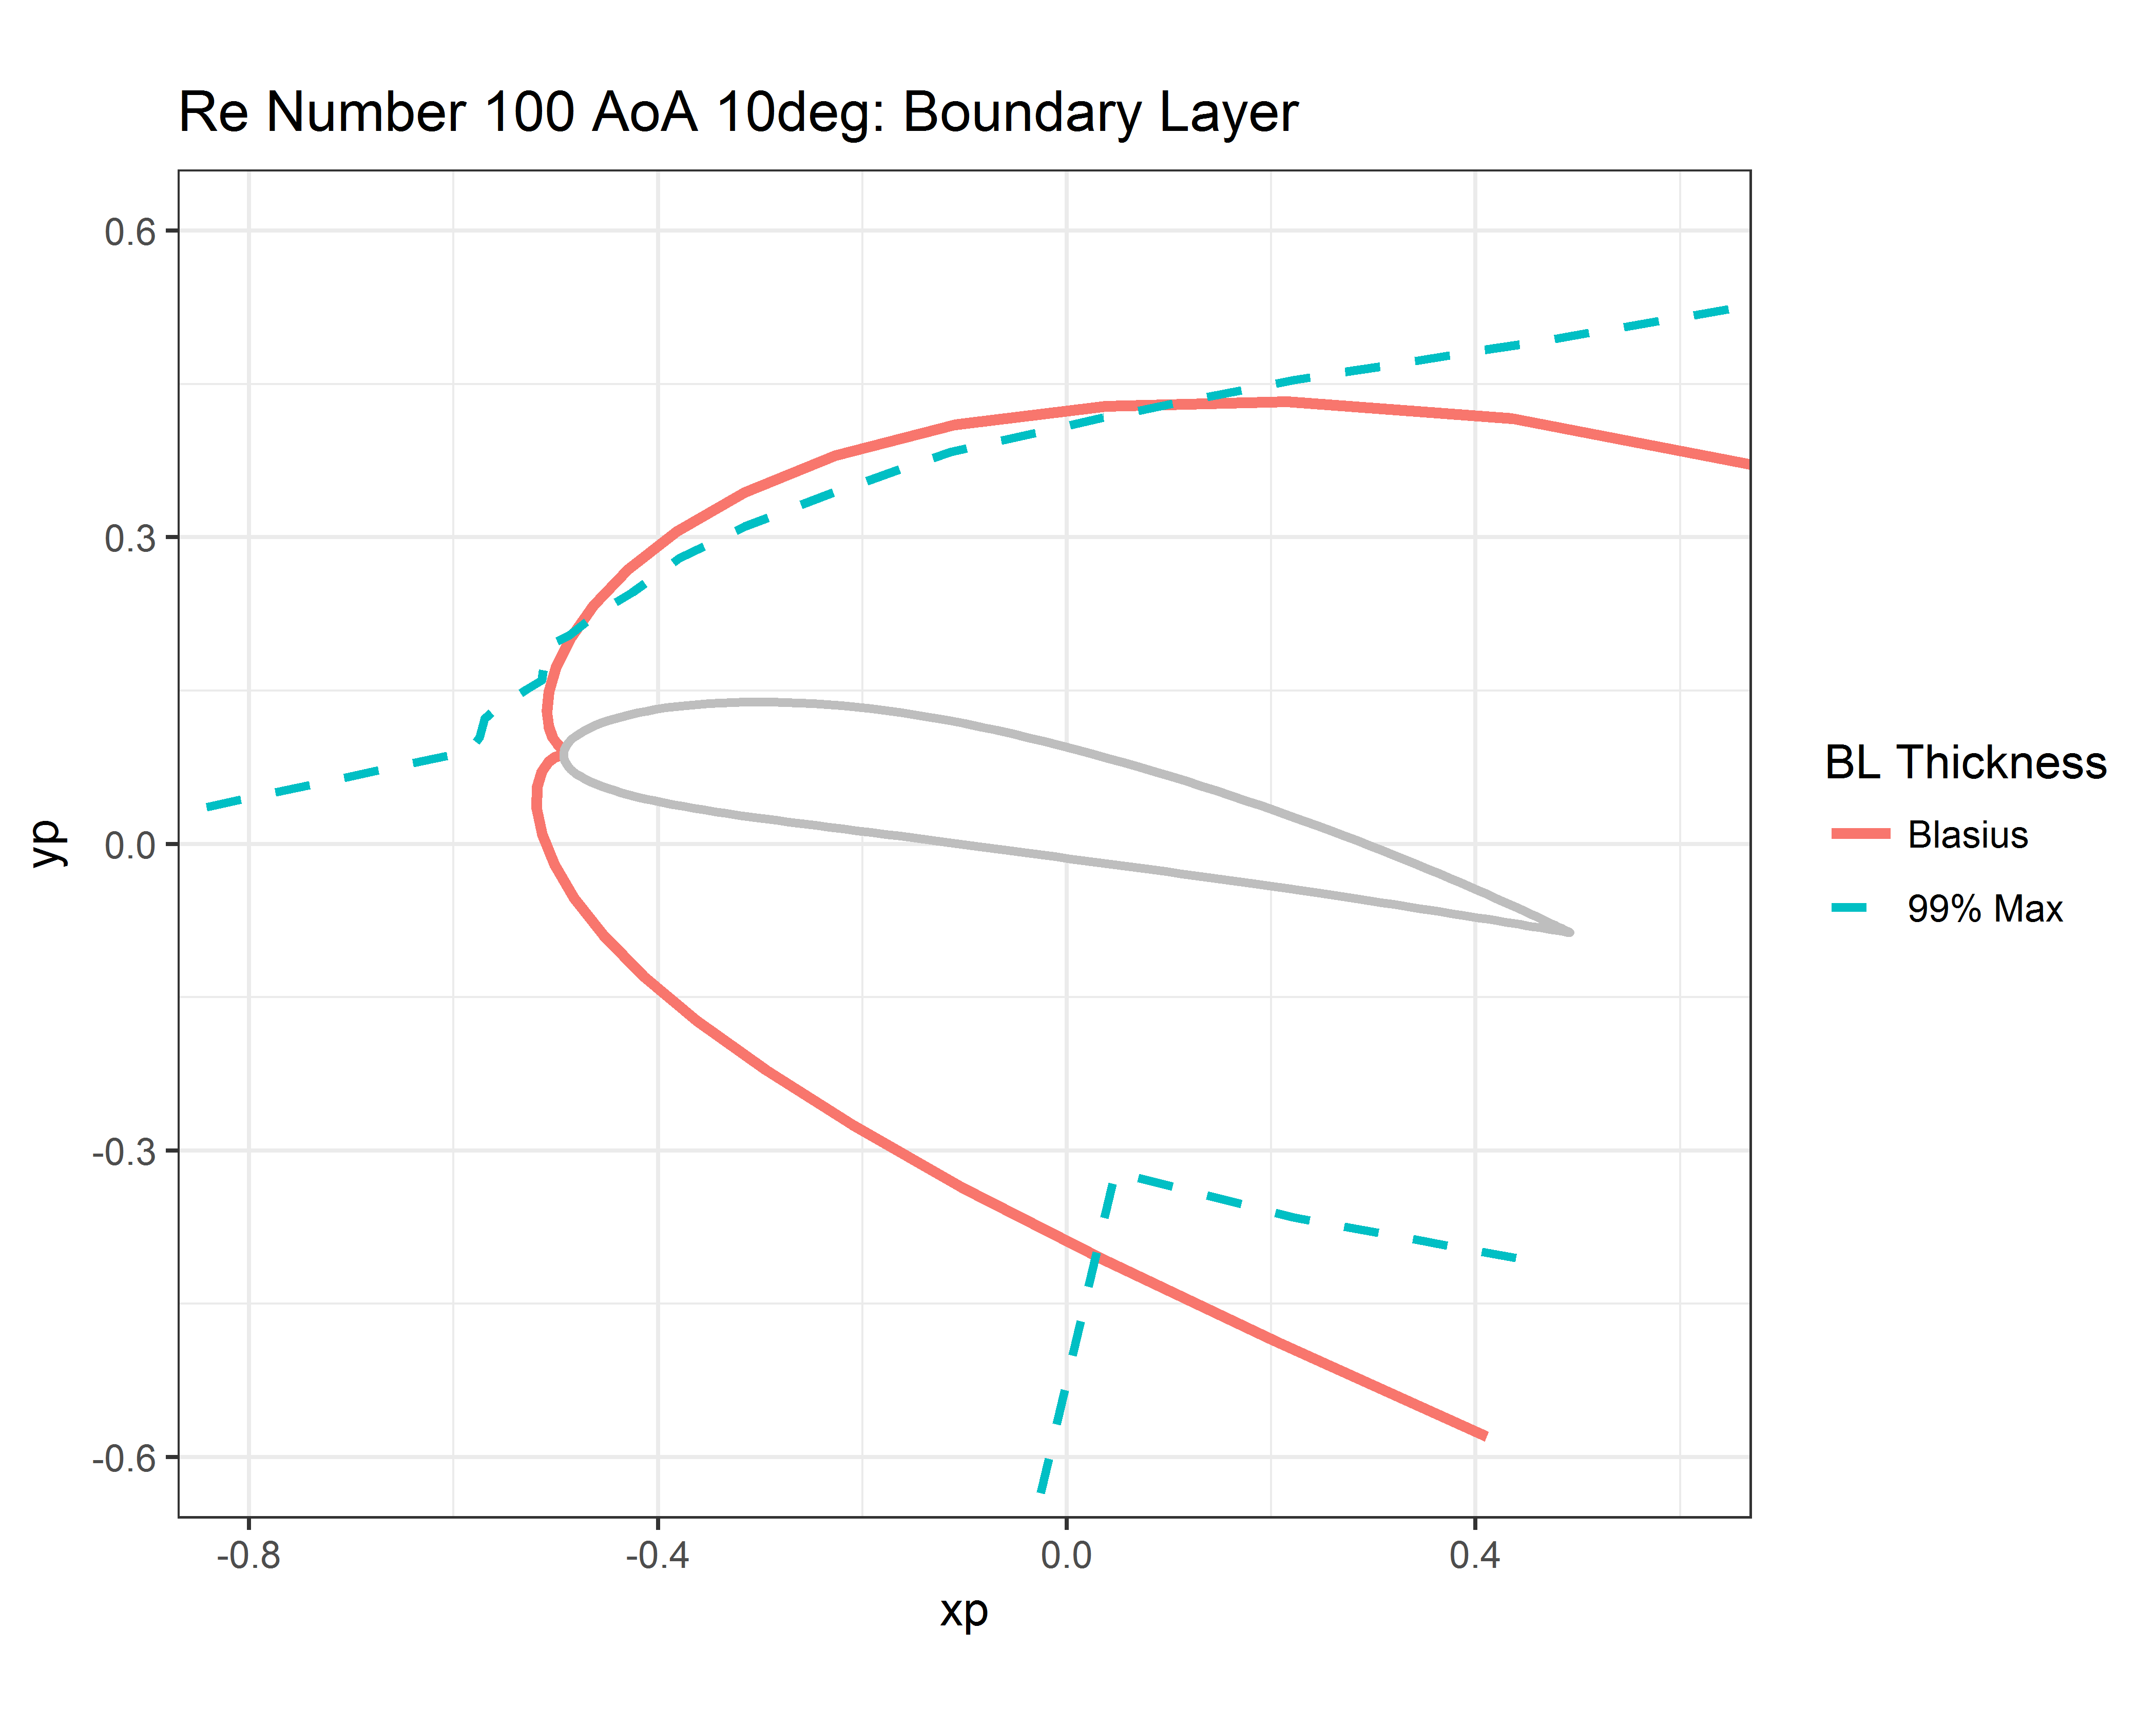 Re Number 100 AoA 10deg: Boundary Layer
yp
0.6
0.3
0.0
-0.3
-0.6
-0.8
-0.4
0.0
0.4
xp
BL Thickness
Blasius
99% Max